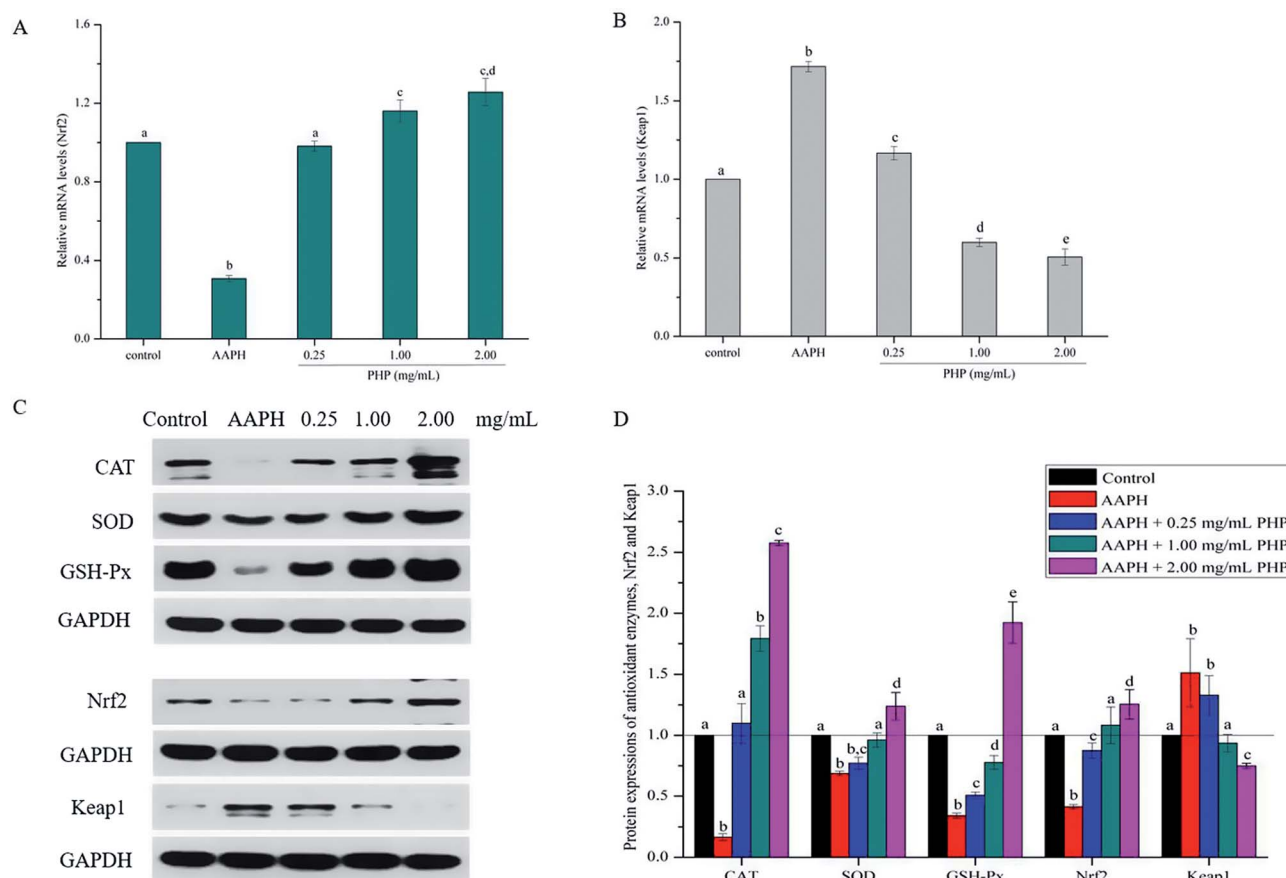 A
Relative mRNA levels (Nrf2)
1.6
1.2
0.8
0.4
0.0
a
b
a
c
c,d
control
AAPH
0.25
1.00
2.00
PHP (mg/mL)
B
Relative mRNA levels (Keap1)
2.0
1.5
1.0
0.5
0.0
a
b
c
d
e
control
AAPH
0.25
1.00
2.00
PHP (mg/mL)
C
Control AAPH 0.25 1.00 2.00 mg/mL
CAT
SOD
GSH-Px
GAPDH
Nrf2
GAPDH
Keap1
GAPDH
D
Control
AAPH
AAPH + 0.25 mg/mL PHP
AAPH + 1.00 mg/mL PHP
AAPH + 2.00 mg/mL PHP
Protein expressions of antioxidant enzymes, Nrf2 and Keap1
3.0
2.5
2.0
1.5
1.0
0.5
0.0
a b a b c
a b b,c a d
a b c d e
a b c a d
a b b a c
CAT SOD GSH-Px Nrf2 Keap1